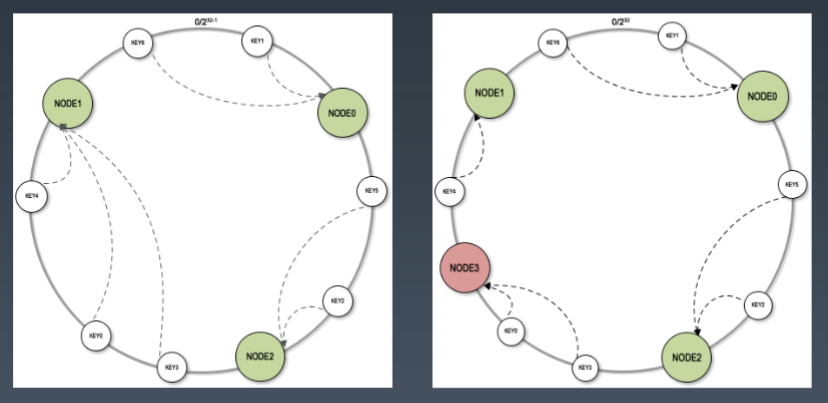 0/2^32-1
KEY6
KEY1
NODE1
NODE0
KEY4
KEY5
KEY2
KEY0
NODE2
KEY3
0/2^32
KEY6
KEY1
NODE1
NODE0
KEY4
KEY5
NODE3
KEY2
KEY0
NODE2
KEY3